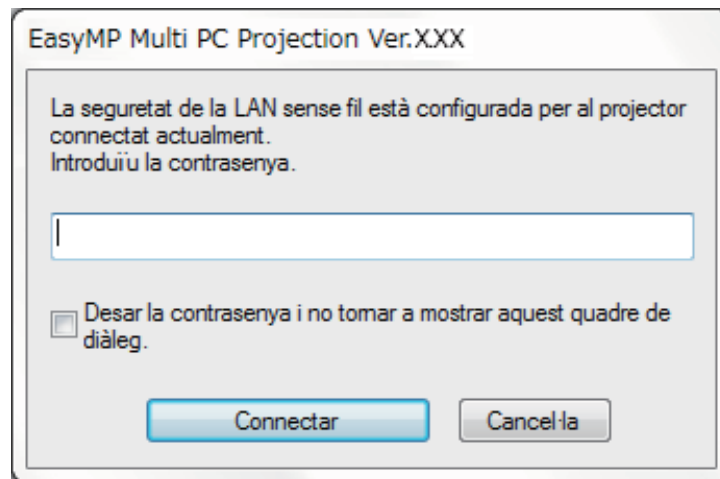 EasyMP Multi PC Projection Ver.X.XX
La seguretat de la LAN sense fil està configurada per al projector
connectat actualment.
Introduïu la contrasenya.
Desar la contrasenya i no tornar a mostrar aquest quadre de
diàleg.
Connectar
Cancel·la